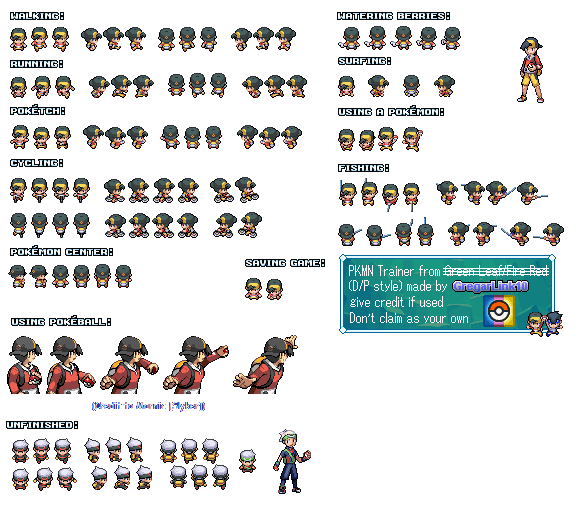 WALKING:
RUNNING:
POKÉTCH:
CYCLING:
POKÉMON CENTER:
SAVING GAME:
USING POKÉBALL:
UNFINISHED:
WATERING BERRIES:
SURFING:
USING A POKÉMON:
FISHING:
PKMN Trainer from Green Leaf/Fire Red
(D/P style) made by GregarLink10
give credit if used
Don't claim as your own